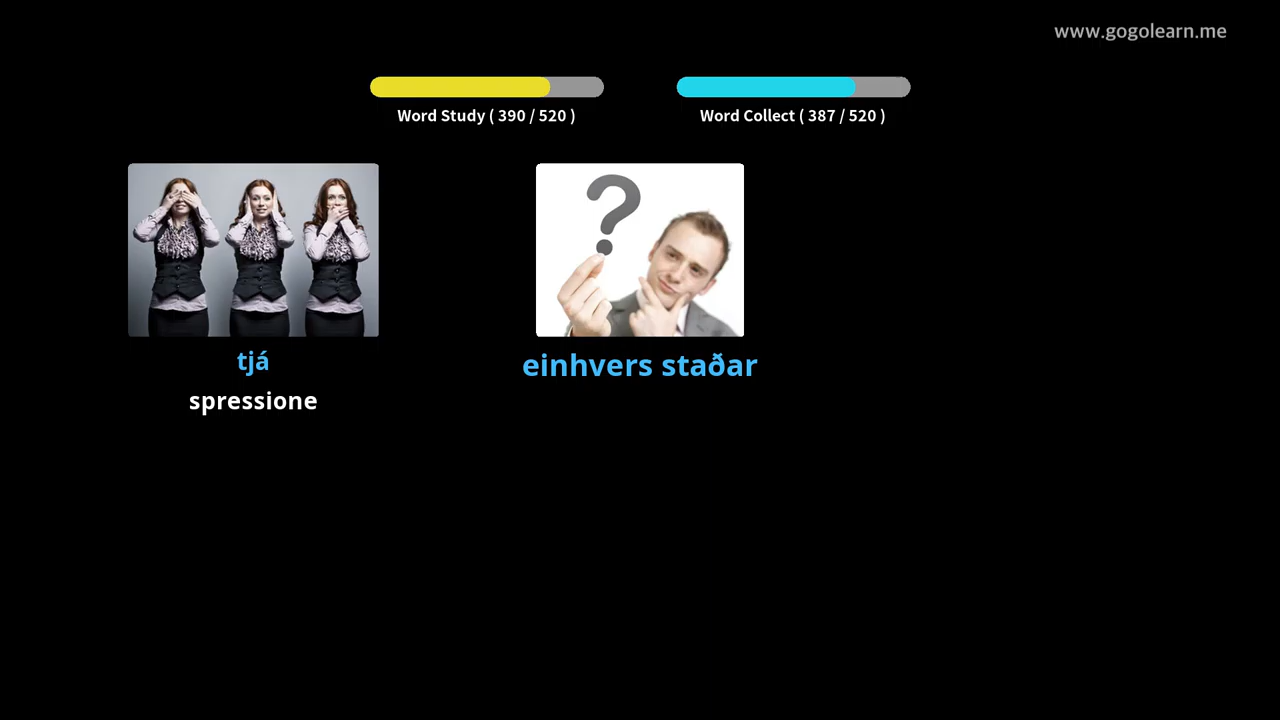 www.gogolearn.me
Word Study ( 390 / 520 )
Word Collect ( 387 / 520 )
tjá
spressione
einhvers staðar